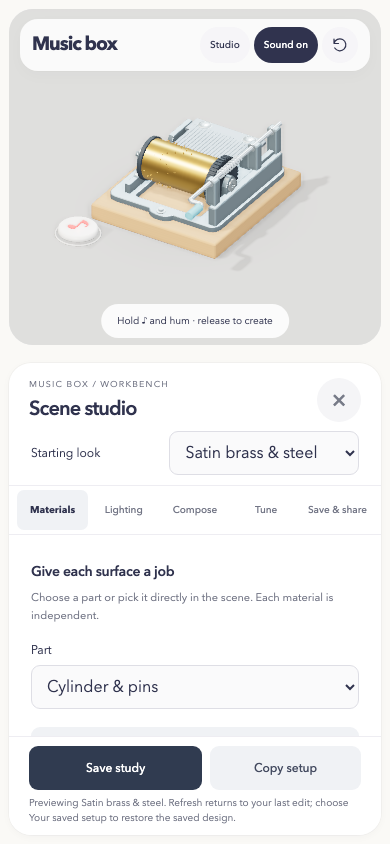 Music box
Studio
Sound on
Hold ♪ and hum · release to create
MUSIC BOX / WORKBENCH
Scene studio
Starting look
Satin brass & steel
Materials
Lighting
Compose
Tune
Save & share
Give each surface a job
Choose a part or pick it directly in the scene. Each material is
independent.
Part
Cylinder & pins
Save study
Copy setup
Previewing Satin brass & steel. Refresh returns to your last edit; choose
Your saved setup to restore the saved design.